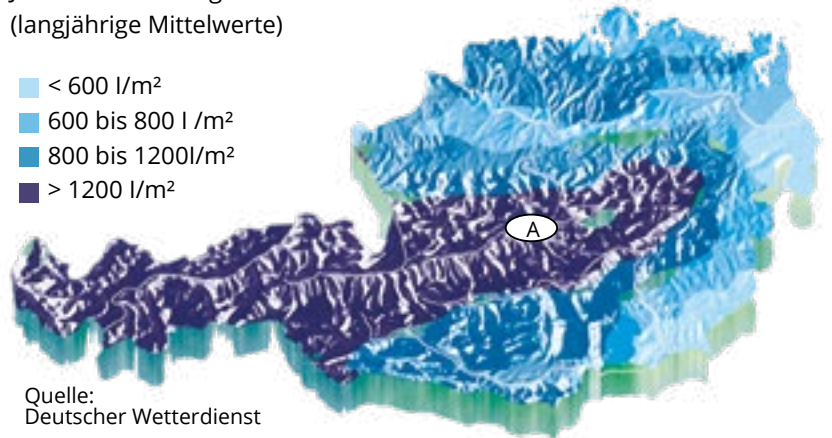 (langjährige Mittelwerte)
< 600 l/m²
600 bis 800 l /m²
800 bis 1200l/m²
> 1200 l/m²
A
Quelle:
Deutscher Wetterdienst